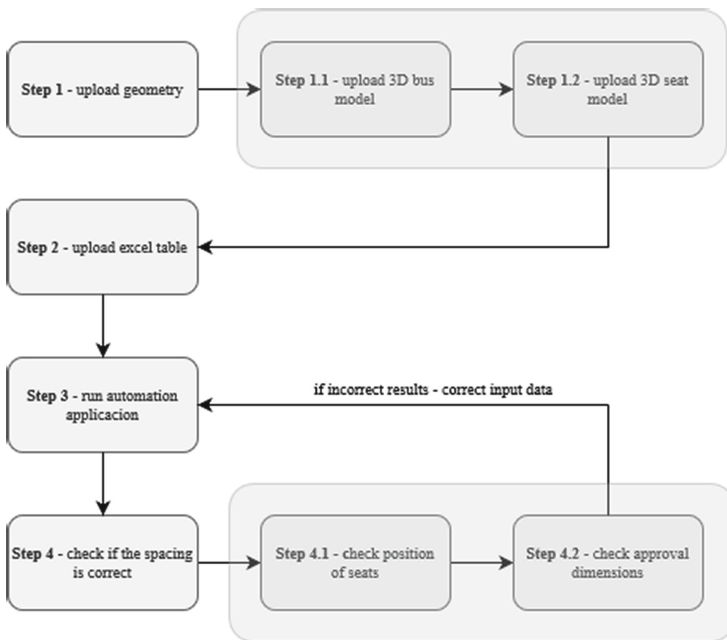 Step 1 - upload geometry
Step 1.1 - upload 3D bus
model
Step 1.2 - upload 3D seat
model
Step 2 - upload excel table
Step 3 - run automation
applicacion
if incorrect results - correct input data
Step 4 - check if the spacing
is correct
Step 4.1 - check position
of seats
Step 4.2 - check approval
dimensions